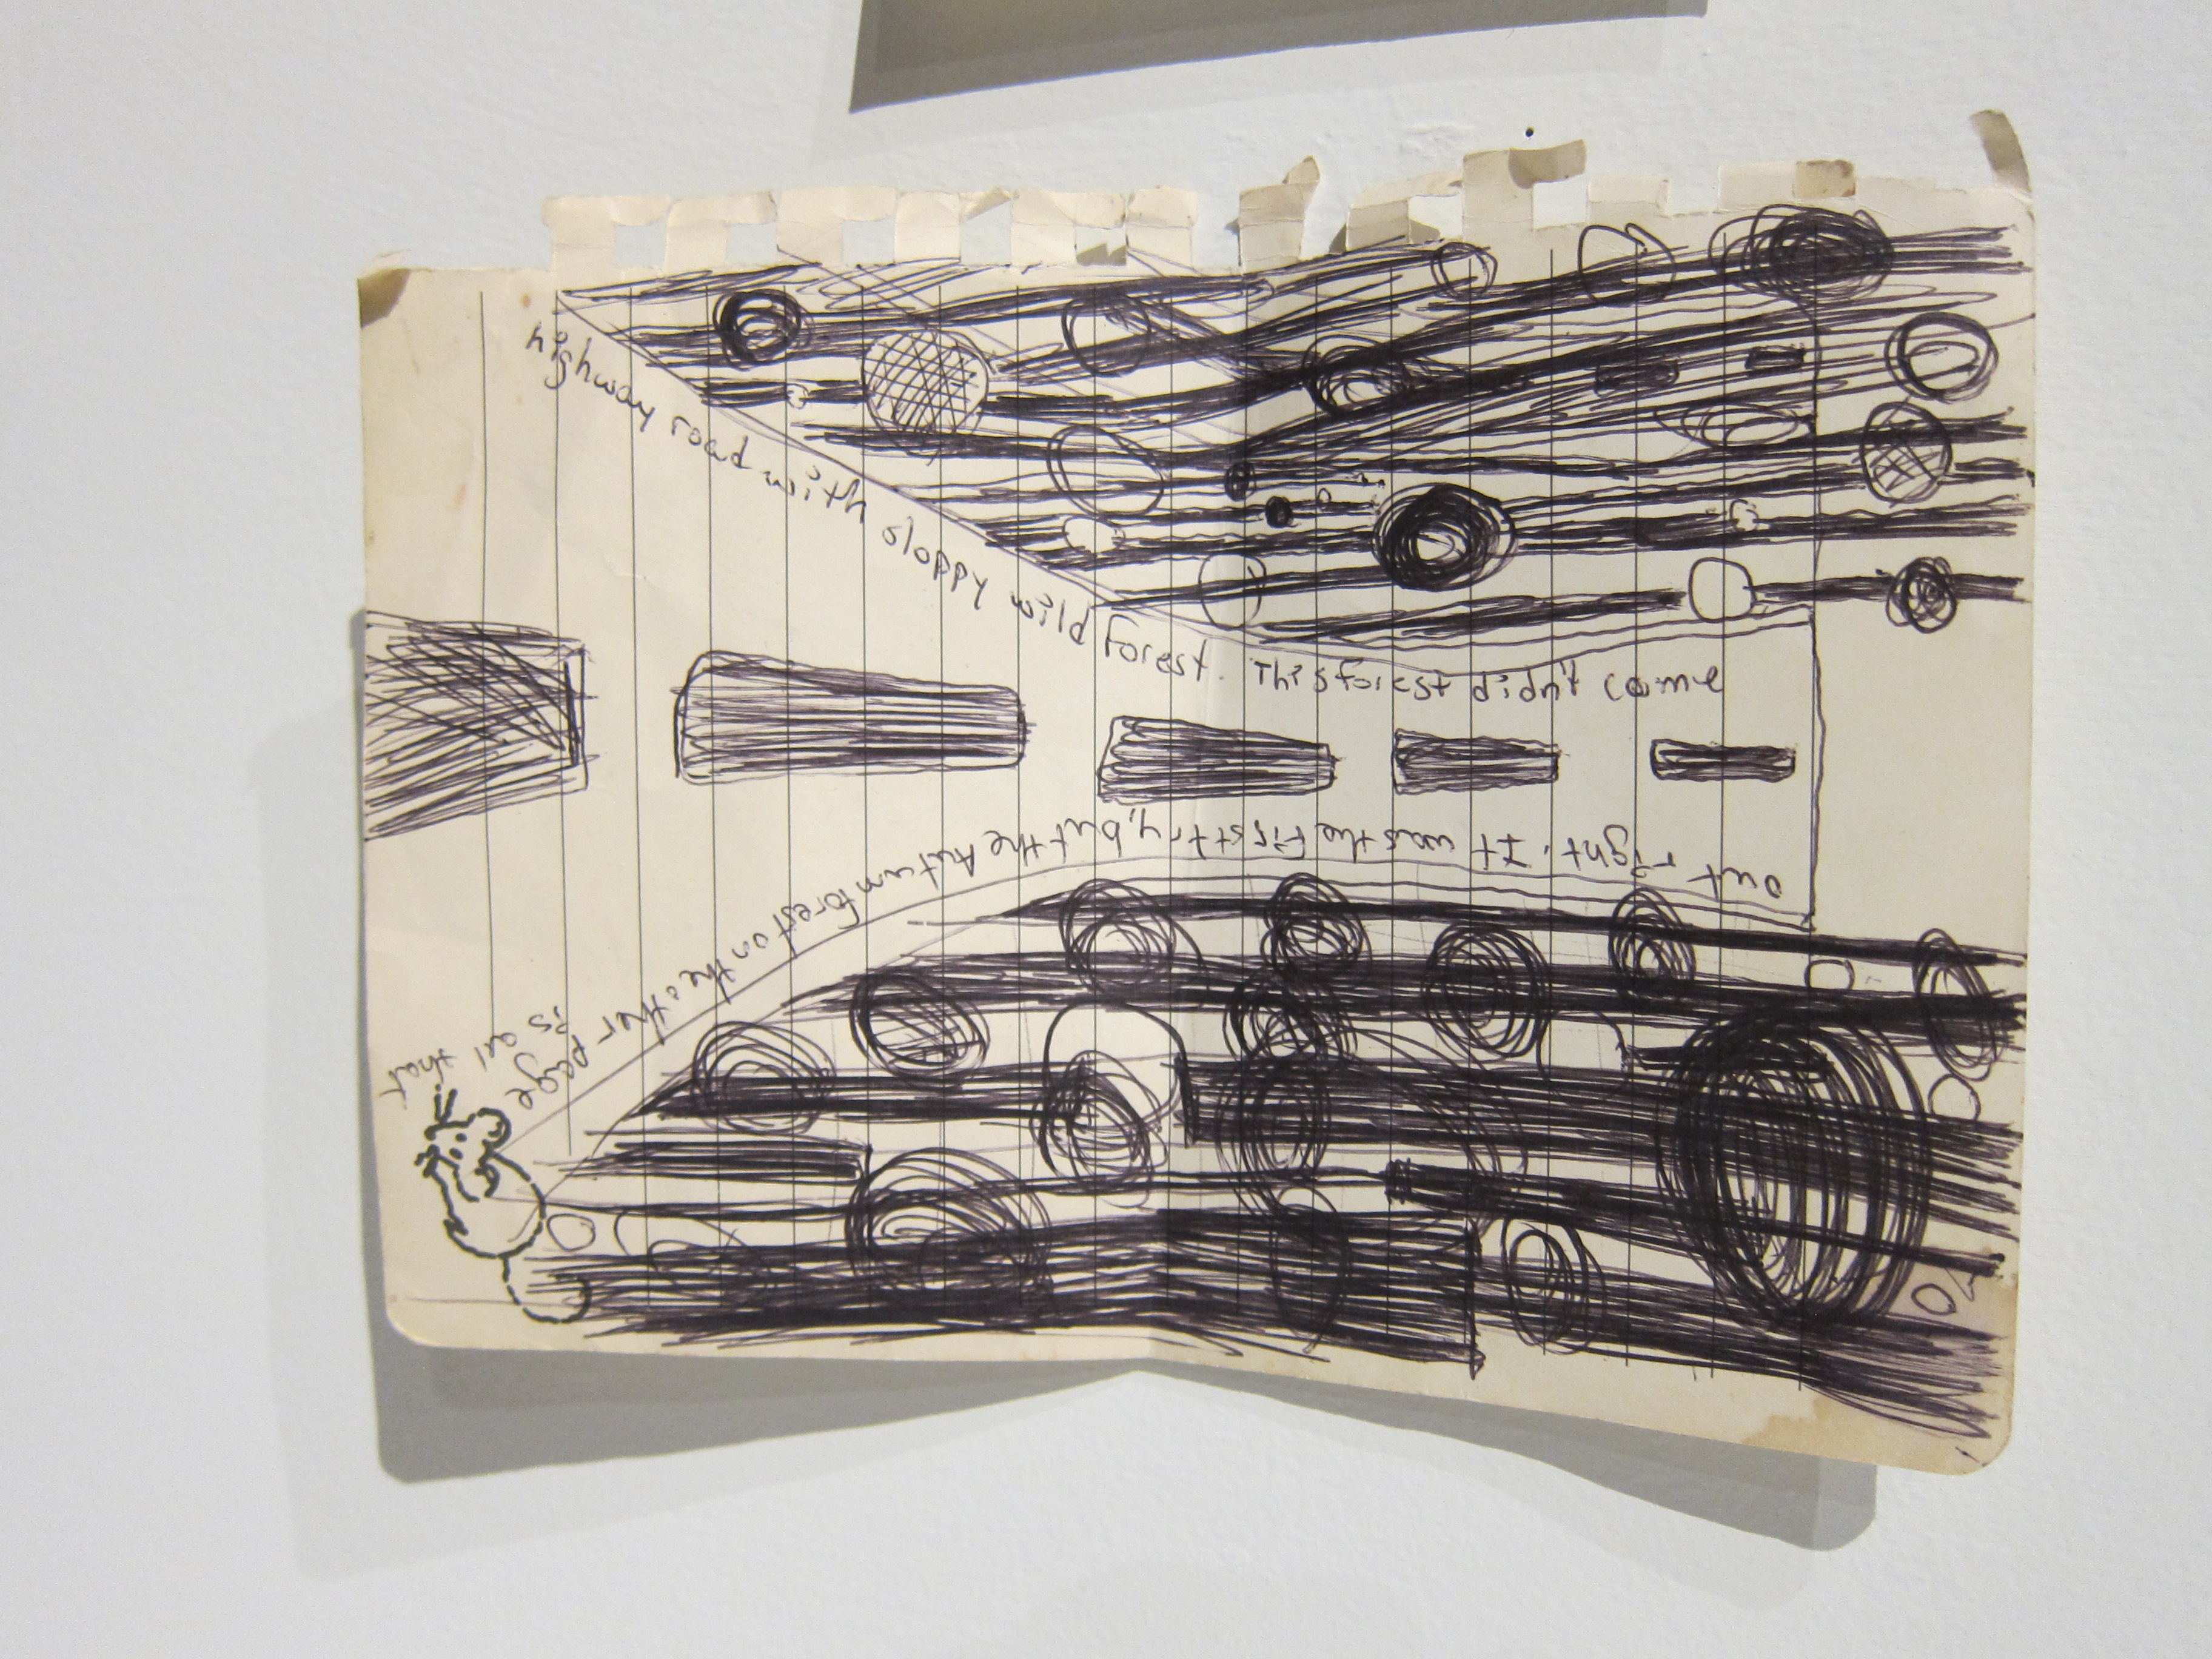 highway road with sloppy wild forest. This forest didn't come
out right. It was the first try, but the Autumn forest on the other page
is all that